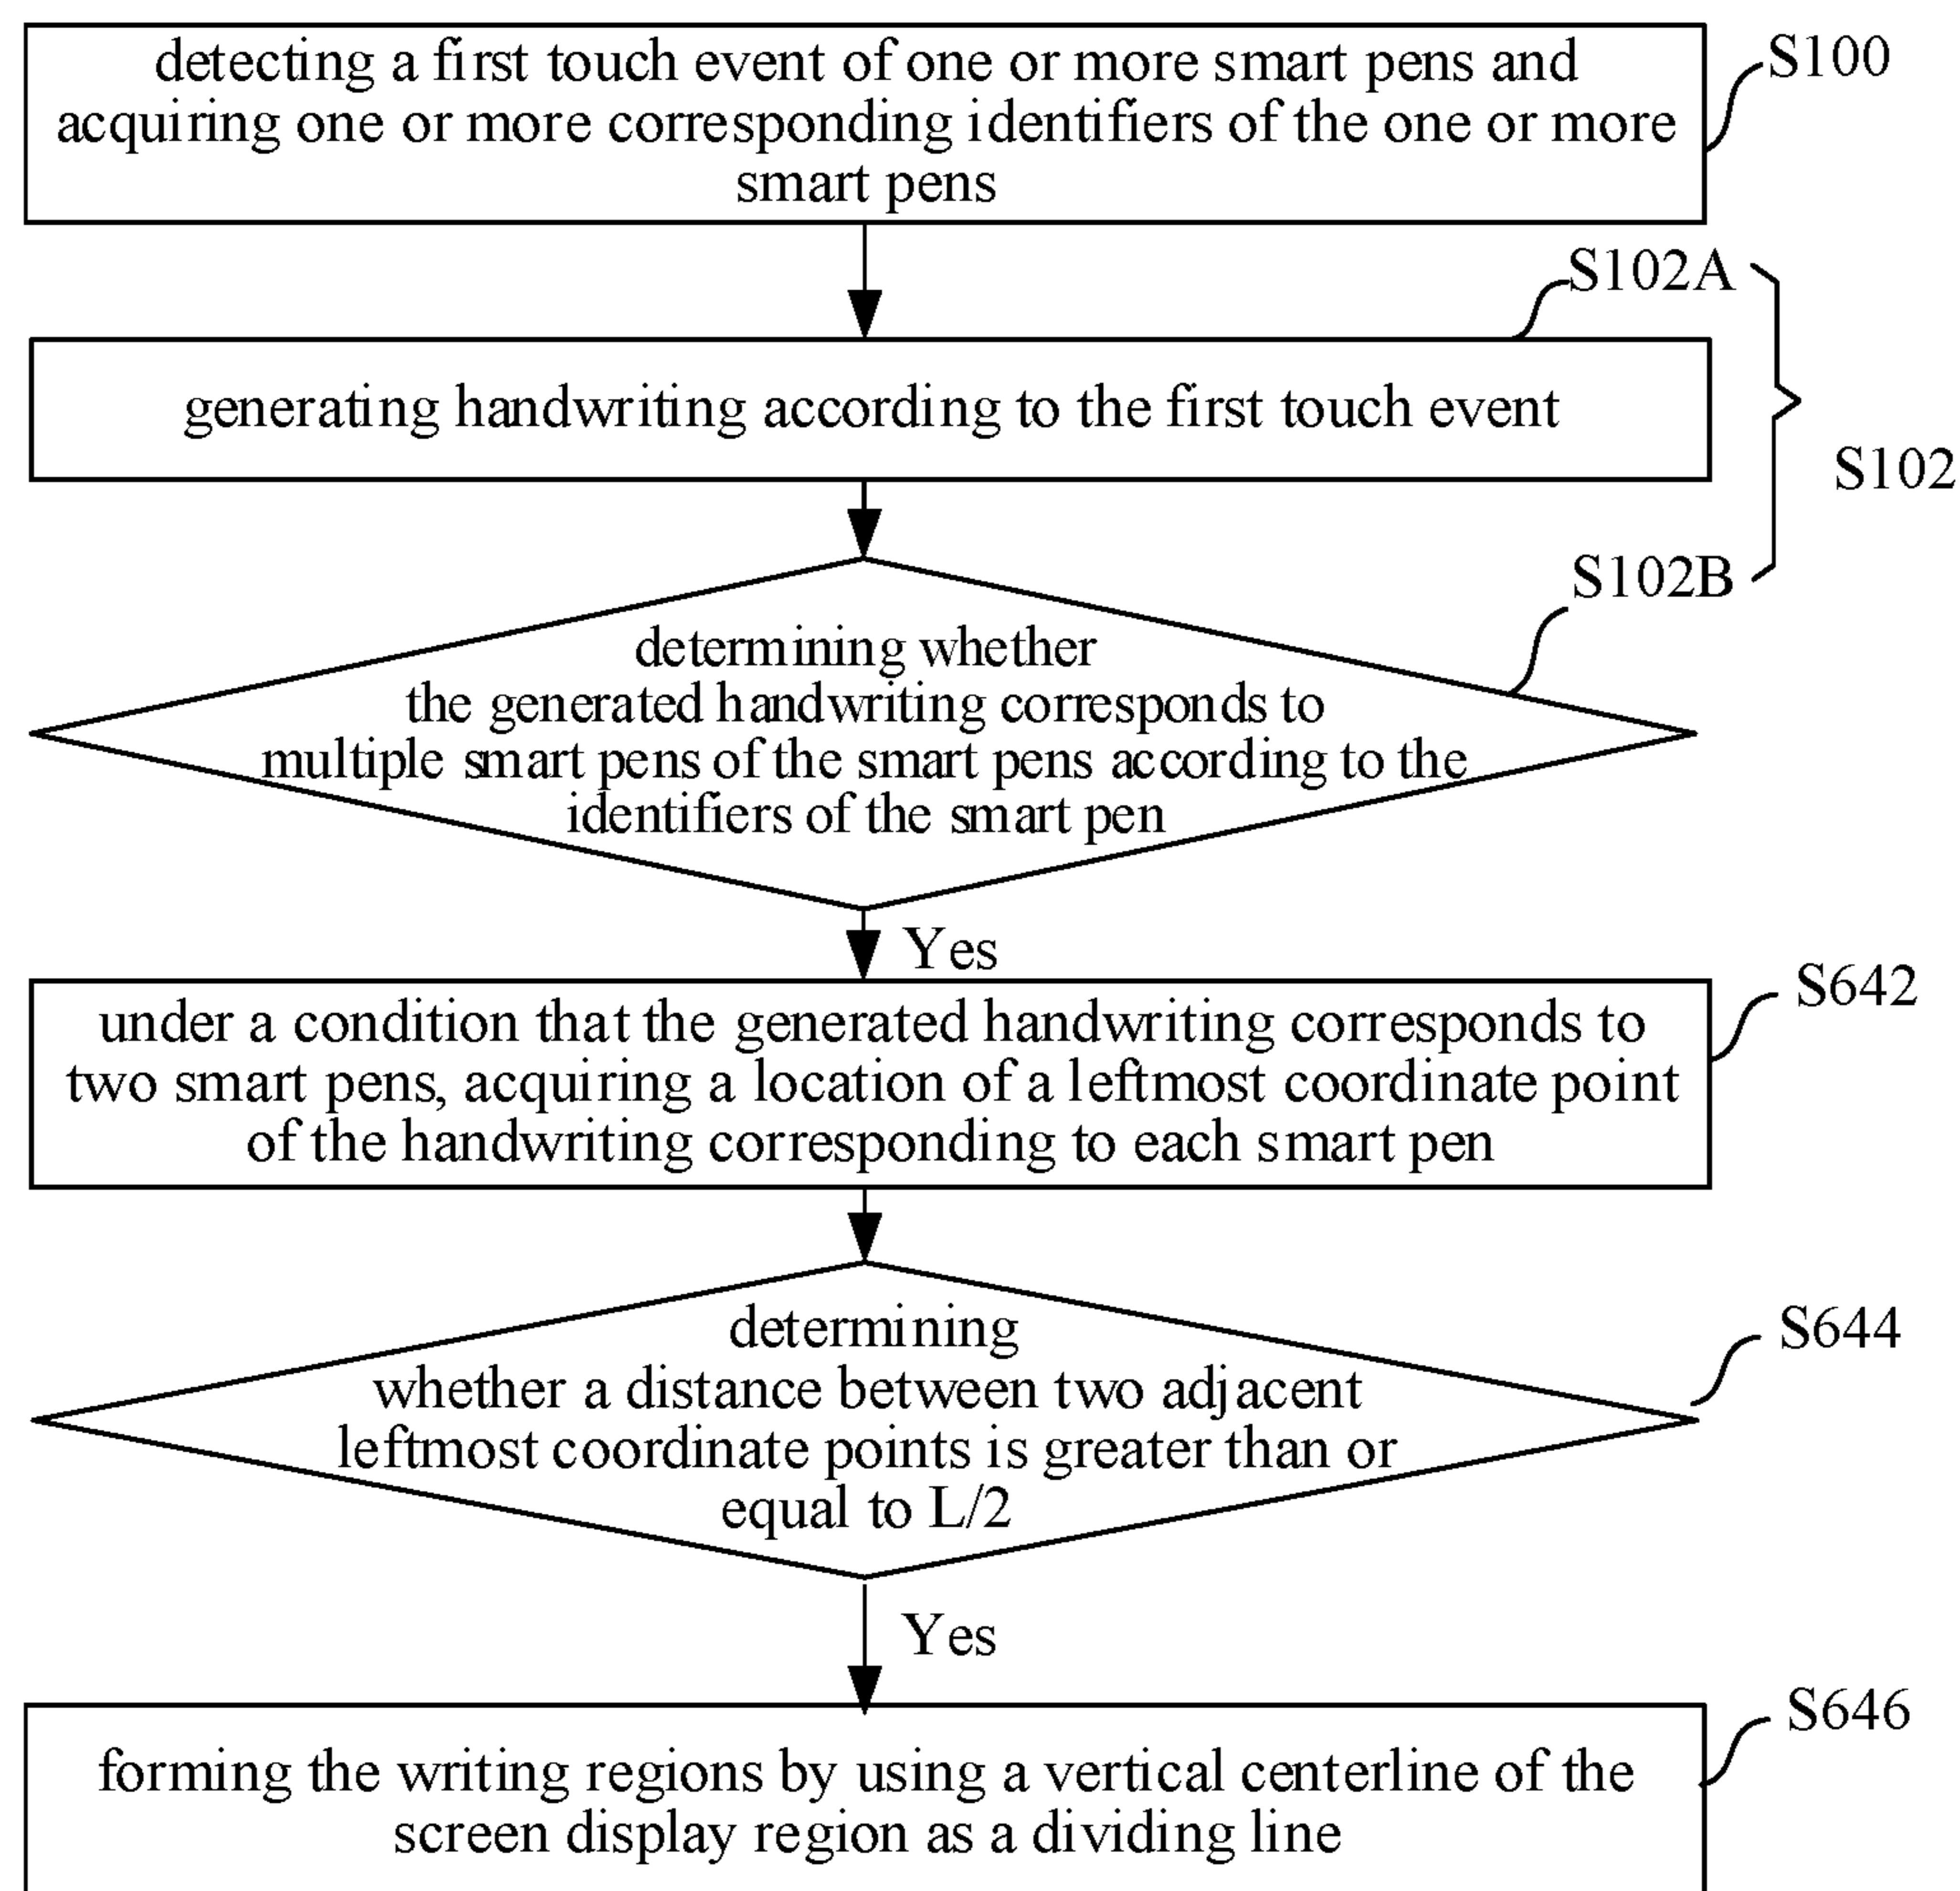 detecting a first touch event of one or more smart pens and
acquiring one or more corresponding identifiers of the one or more
smart pens
S100
S102A
generating handwriting according to the first touch event
S102
S102B
determining whether
the generated handwriting corresponds to
multiple smart pens of the smart pens according to the
identifiers of the smart pen
Yes
S642
under a condition that the generated handwriting corresponds to
two smart pens, acquiring a location of a leftmost coordinate point
of the handwriting corresponding to each smart pen
S644
determining
whether a distance between two adjacent
leftmost coordinate points is greater than or
equal to L/2
Yes
S646
forming the writing regions by using a vertical centerline of the
screen display region as a dividing line